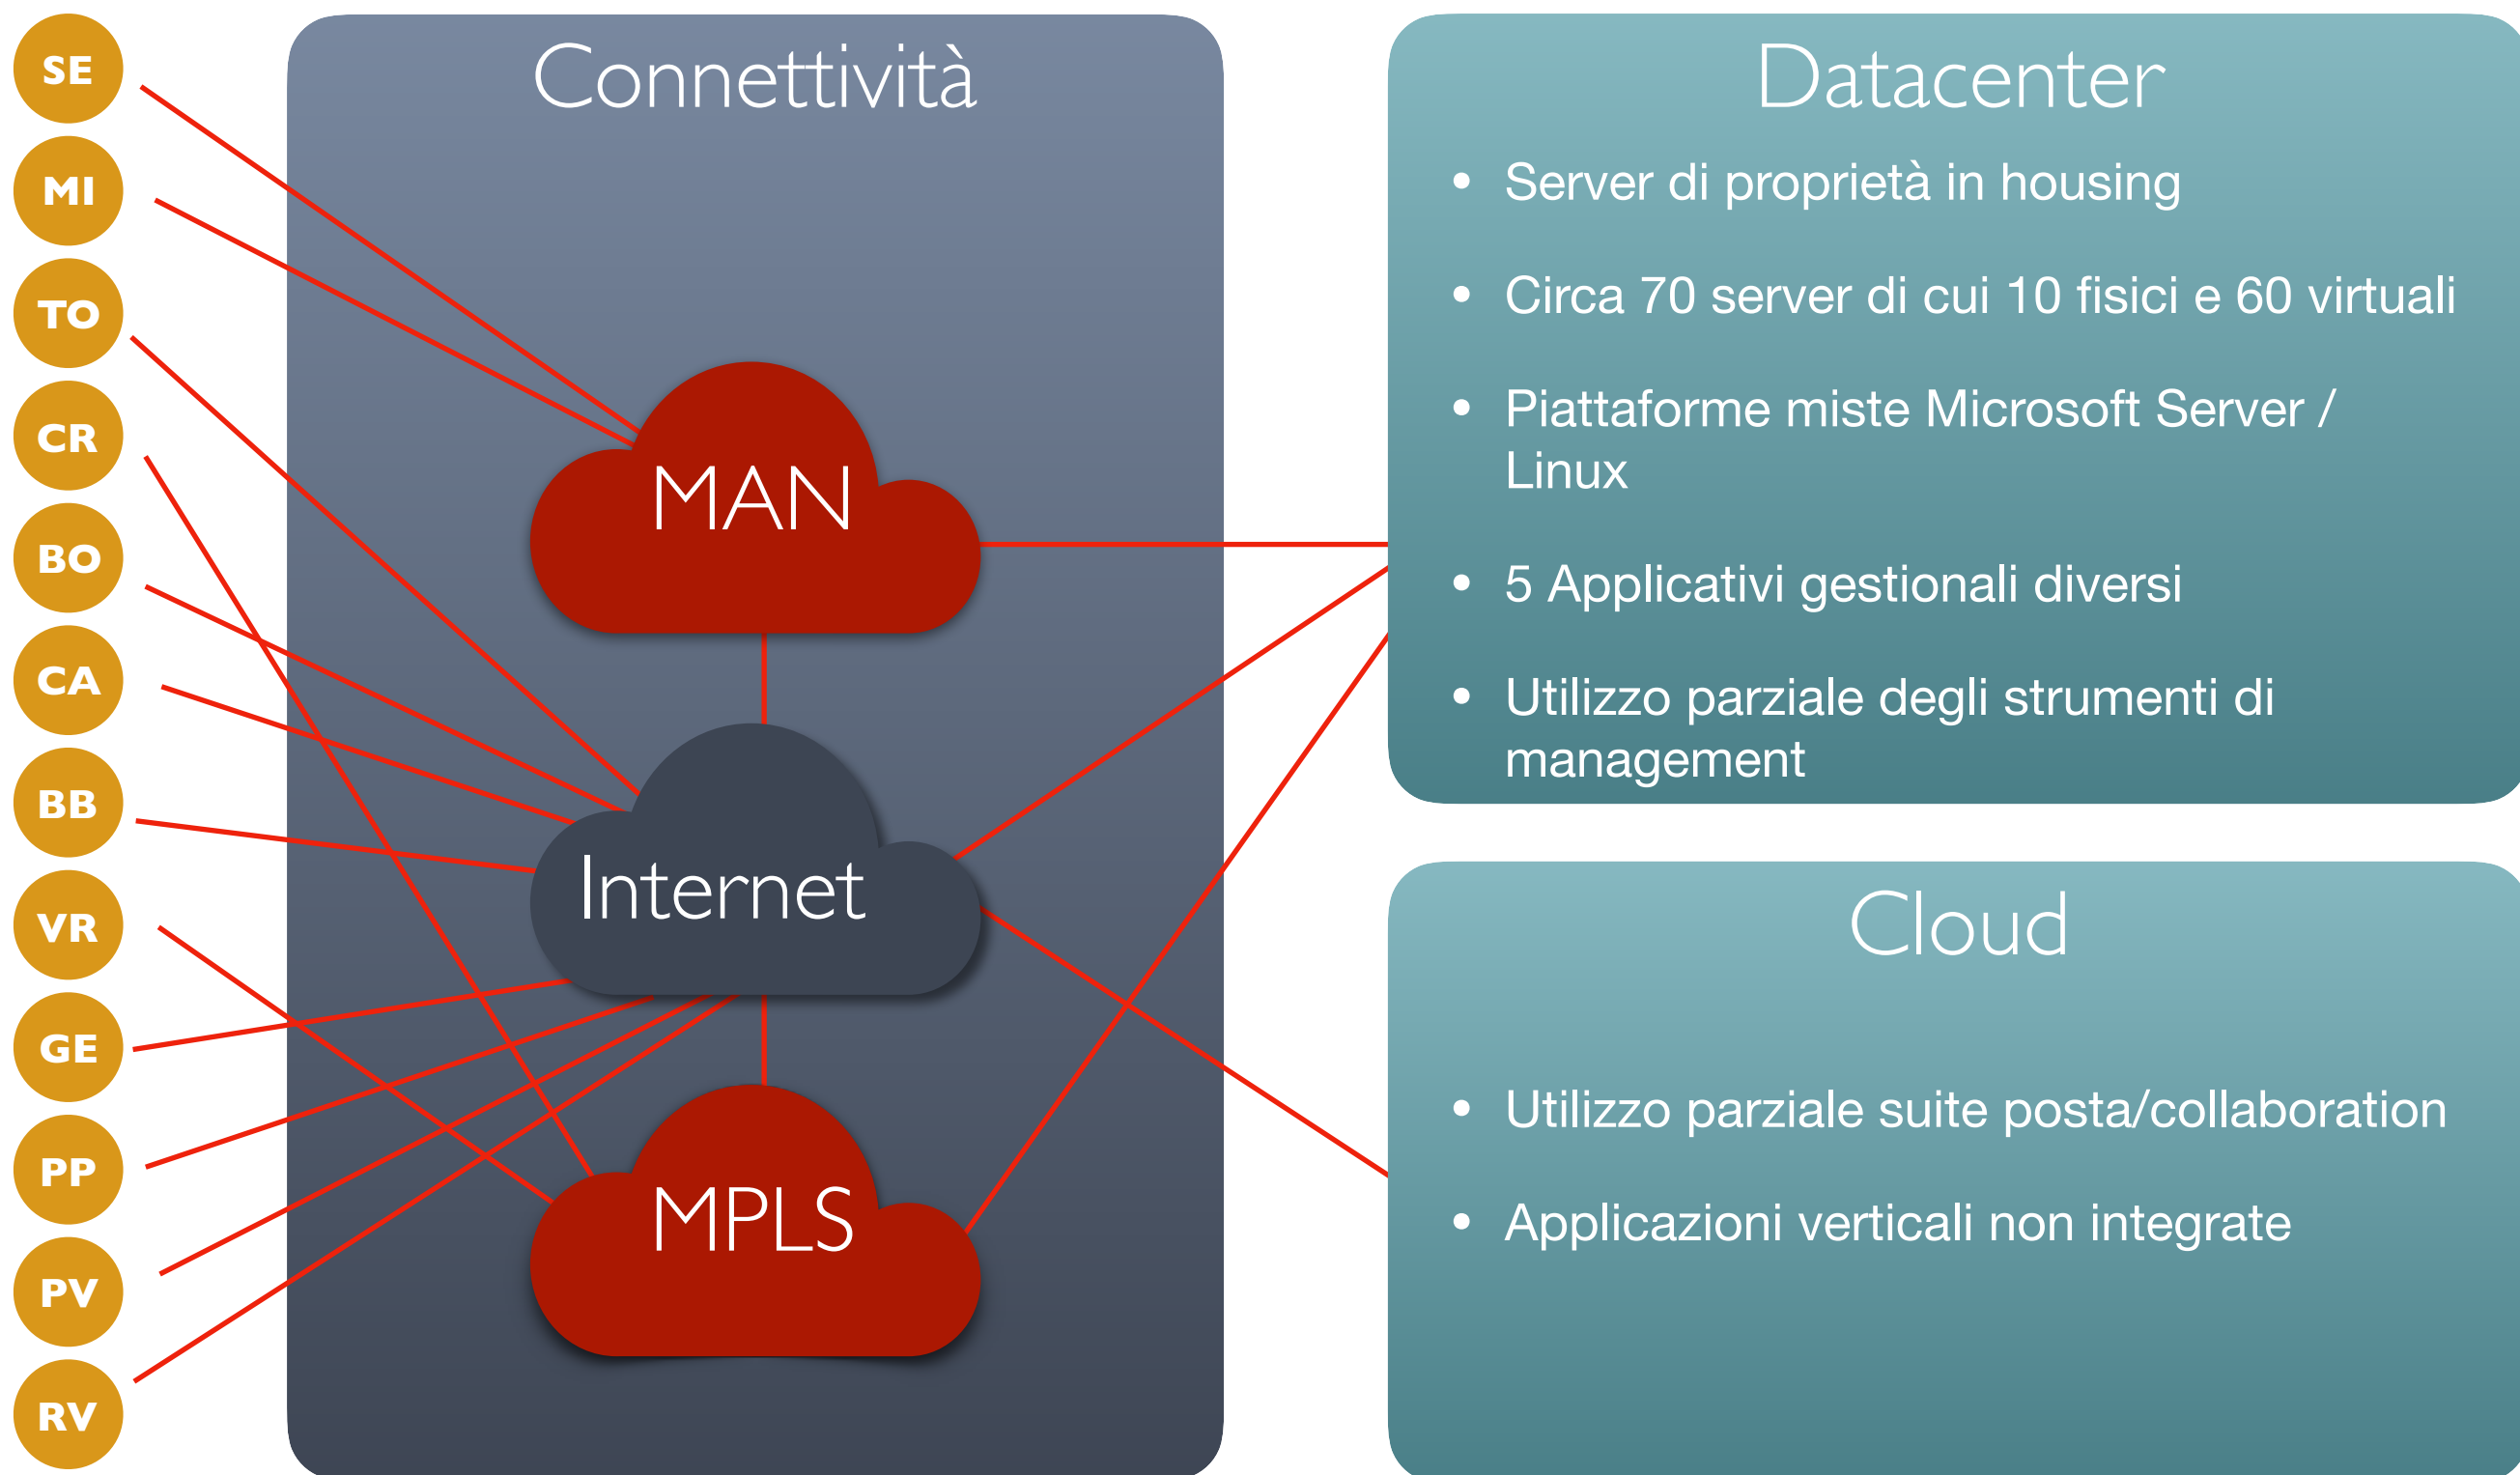 SE
MI
TO
CR
BO
CA
BB
VR
GE
PP
PV
RV
Connettività
MAN
Internet
MPLS
Datacenter
• Server di proprietà in housing
• Circa 70 server di cui 10 fisici e 60 virtuali
• Piattaforme miste Microsoft Server /
Linux
• 5 Applicativi gestionali diversi
• Utilizzo parziale degli strumenti di
management
Cloud
• Utilizzo parziale suite posta/collaboration
• Applicazioni verticali non integrate